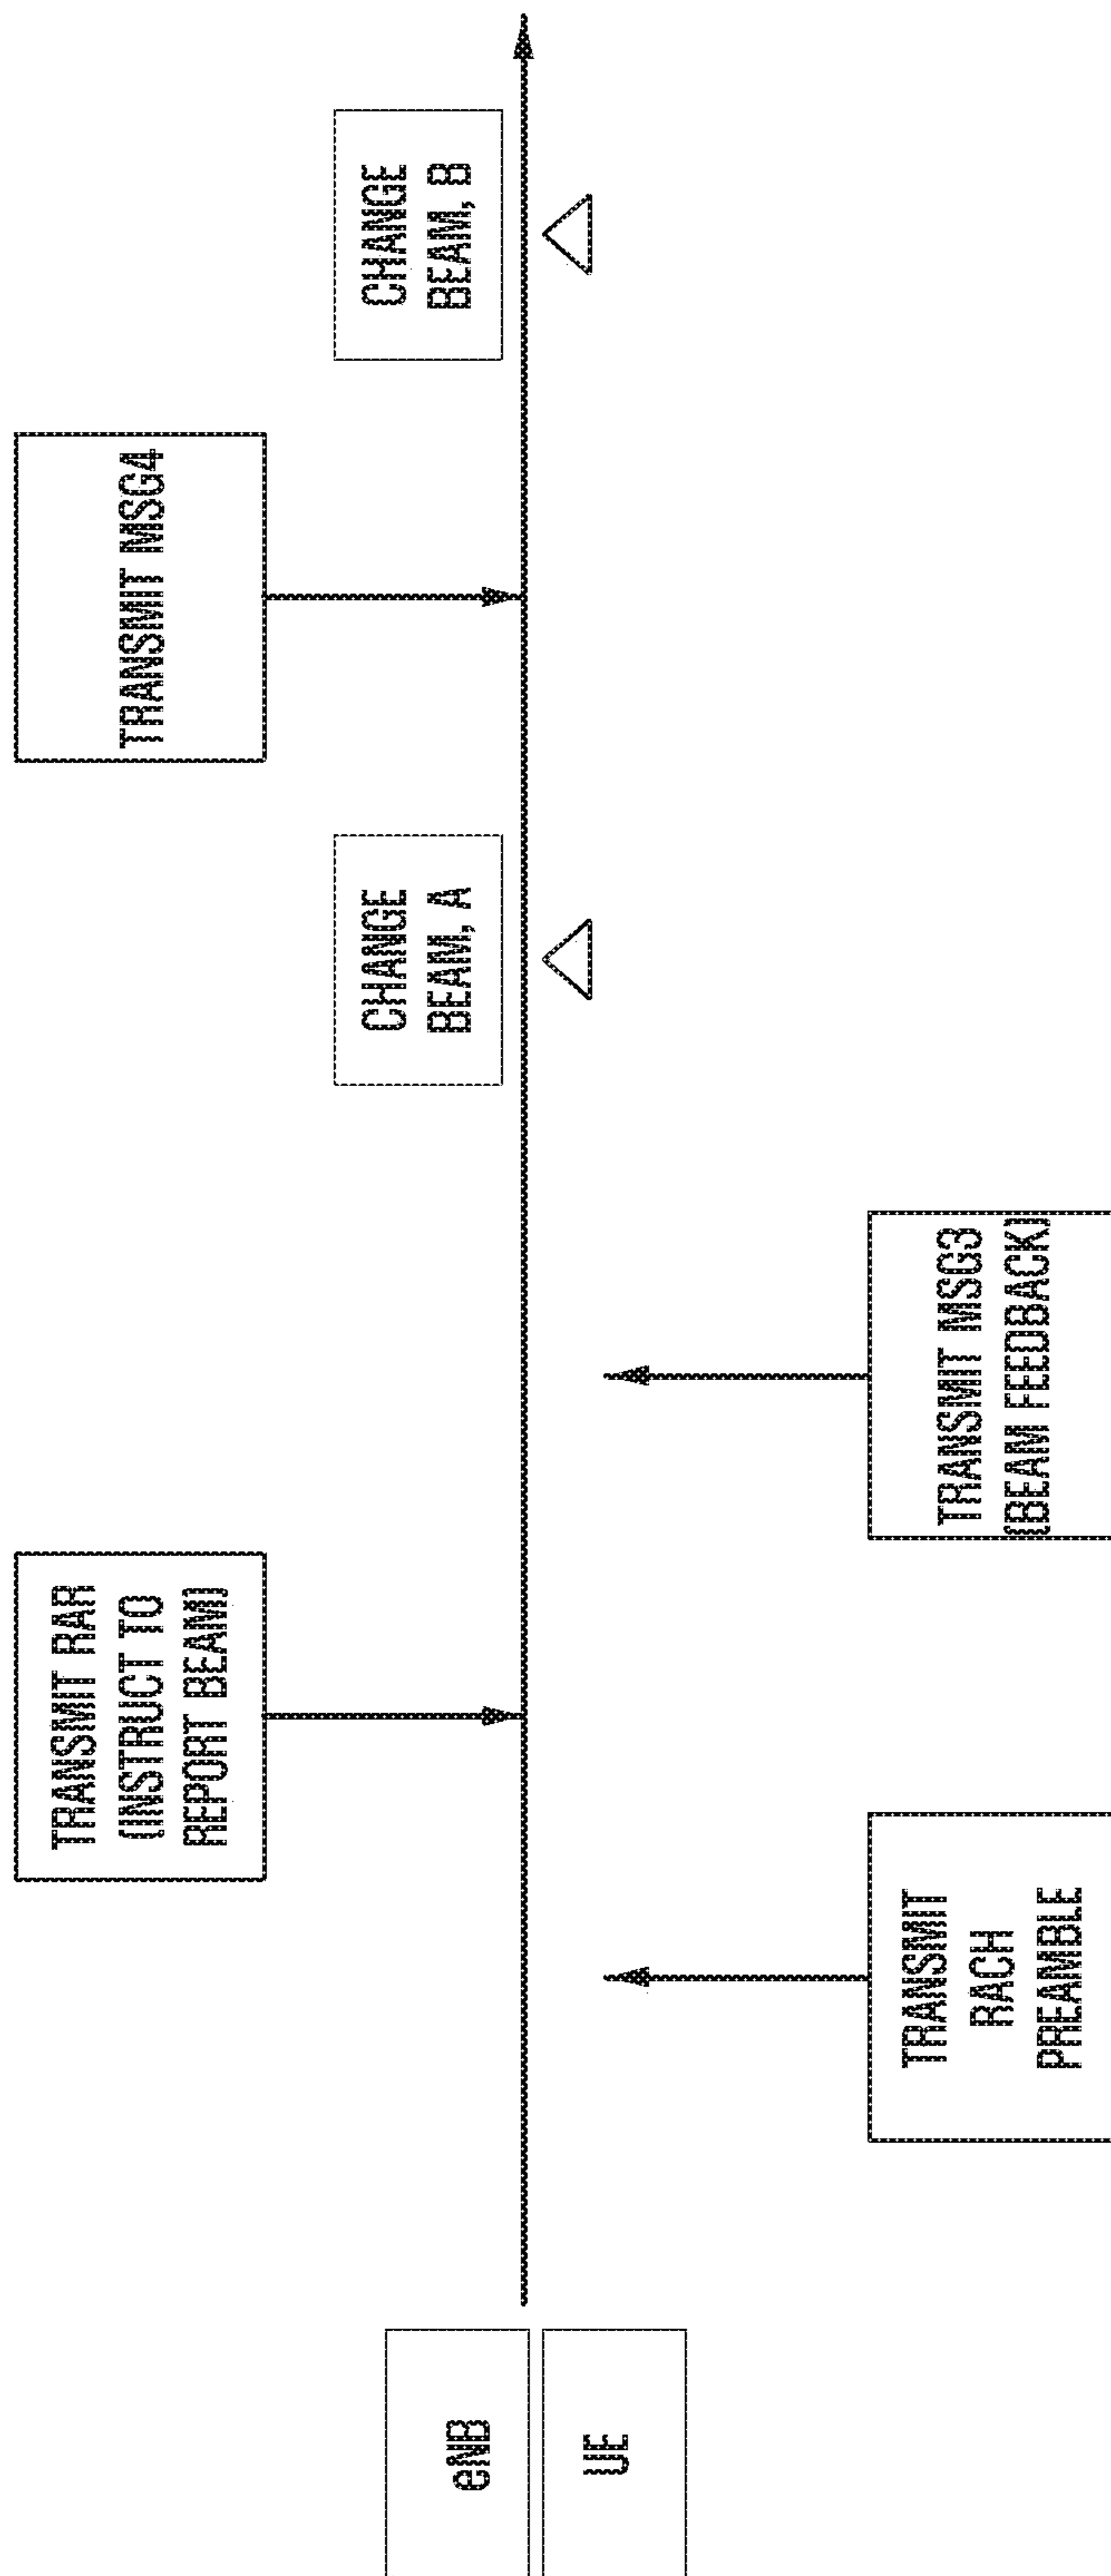 eNB
UE
TRANSMIT
RACH
PREAMBLE
TRANSMIT RAR
(INSTRUCT TO
REPORT BEAM)
TRANSMIT MSG3
(BEAM FEEDBACK)
CHANGE
BEAM, A
TRANSMIT MSG4
CHANGE
BEAM, B